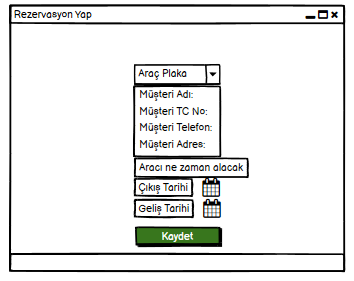 Rezervasyon Yap
Araç Plaka
Müşteri Adı:
Müşteri TC No:
Müşteri Telefon:
Müşteri Adres:
Aracı ne zaman alacak
Çıkış Tarihi
Geliş Tarihi
Kaydet